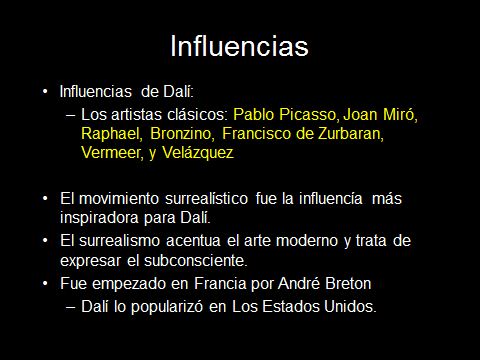 Influencias
• Influencias de Dalí:
– Los artistas clásicos: Pablo Picasso, Joan Miró,
Raphael, Bronzino, Francisco de Zurbaran,
Vermeer, y Velázquez
• El movimiento surrealístico fue la influencía más
inspiradora para Dalí.
• El surrealismo acentua el arte moderno y trata de
expresar el subconsciente.
• Fue empezado en Francia por André Breton
– Dalí lo popularizó en Los Estados Unidos.